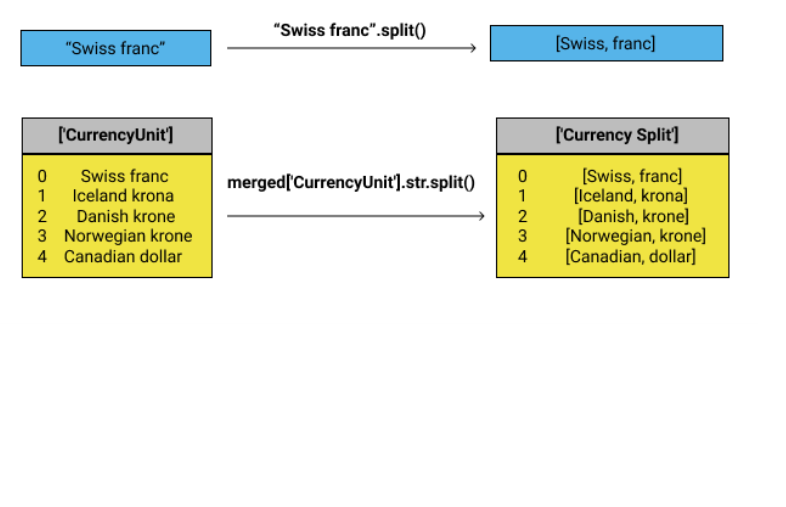 “Swiss franc”.split()
“Swiss franc“
[Swiss, franc]
['CurrencyUnit']
0 Swiss franc
1 Iceland krona
2 Danish krone
3 Norwegian krone
4 Canadian dollar
merged['CurrencyUnit'].str.split()
['Currency Split']
0 [Swiss, franc]
1 [Iceland, krona]
2 [Danish, krone]
3 [Norwegian, krone]
4 [Canadian, dollar]